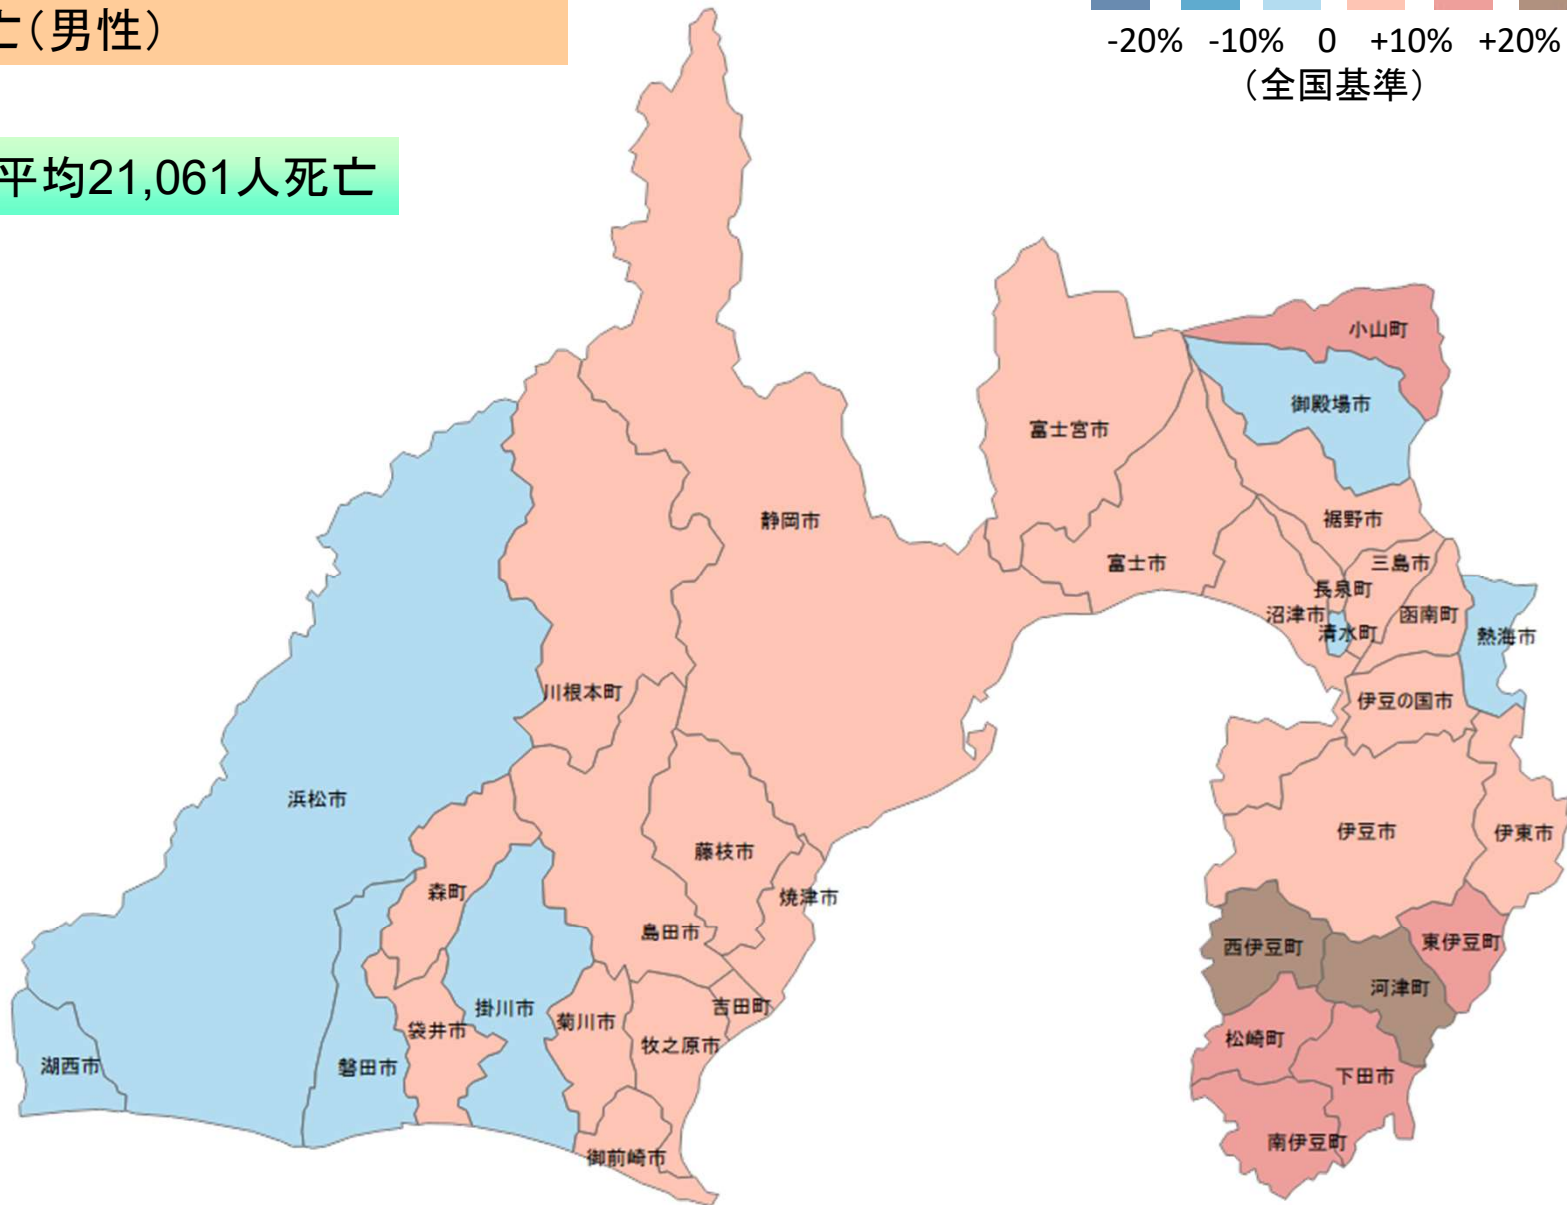 亡（男性）
-20% -10% 0 +10% +20%
（全国基準）
平均21,061人死亡
小山町
御殿場市
富士宮市
静岡市
裾野市
富士市
三島市
長泉町
沼津市
函南町
清水町
熱海市
川根本町
伊豆の国市
浜松市
伊豆市
伊東市
藤枝市
森町
焼津市
島田市
東伊豆町
西伊豆町
河津町
掛川市
吉田町
菊川市
袋井市
牧之原市
松崎町
湖西市
磐田市
下田市
南伊豆町
御前崎市